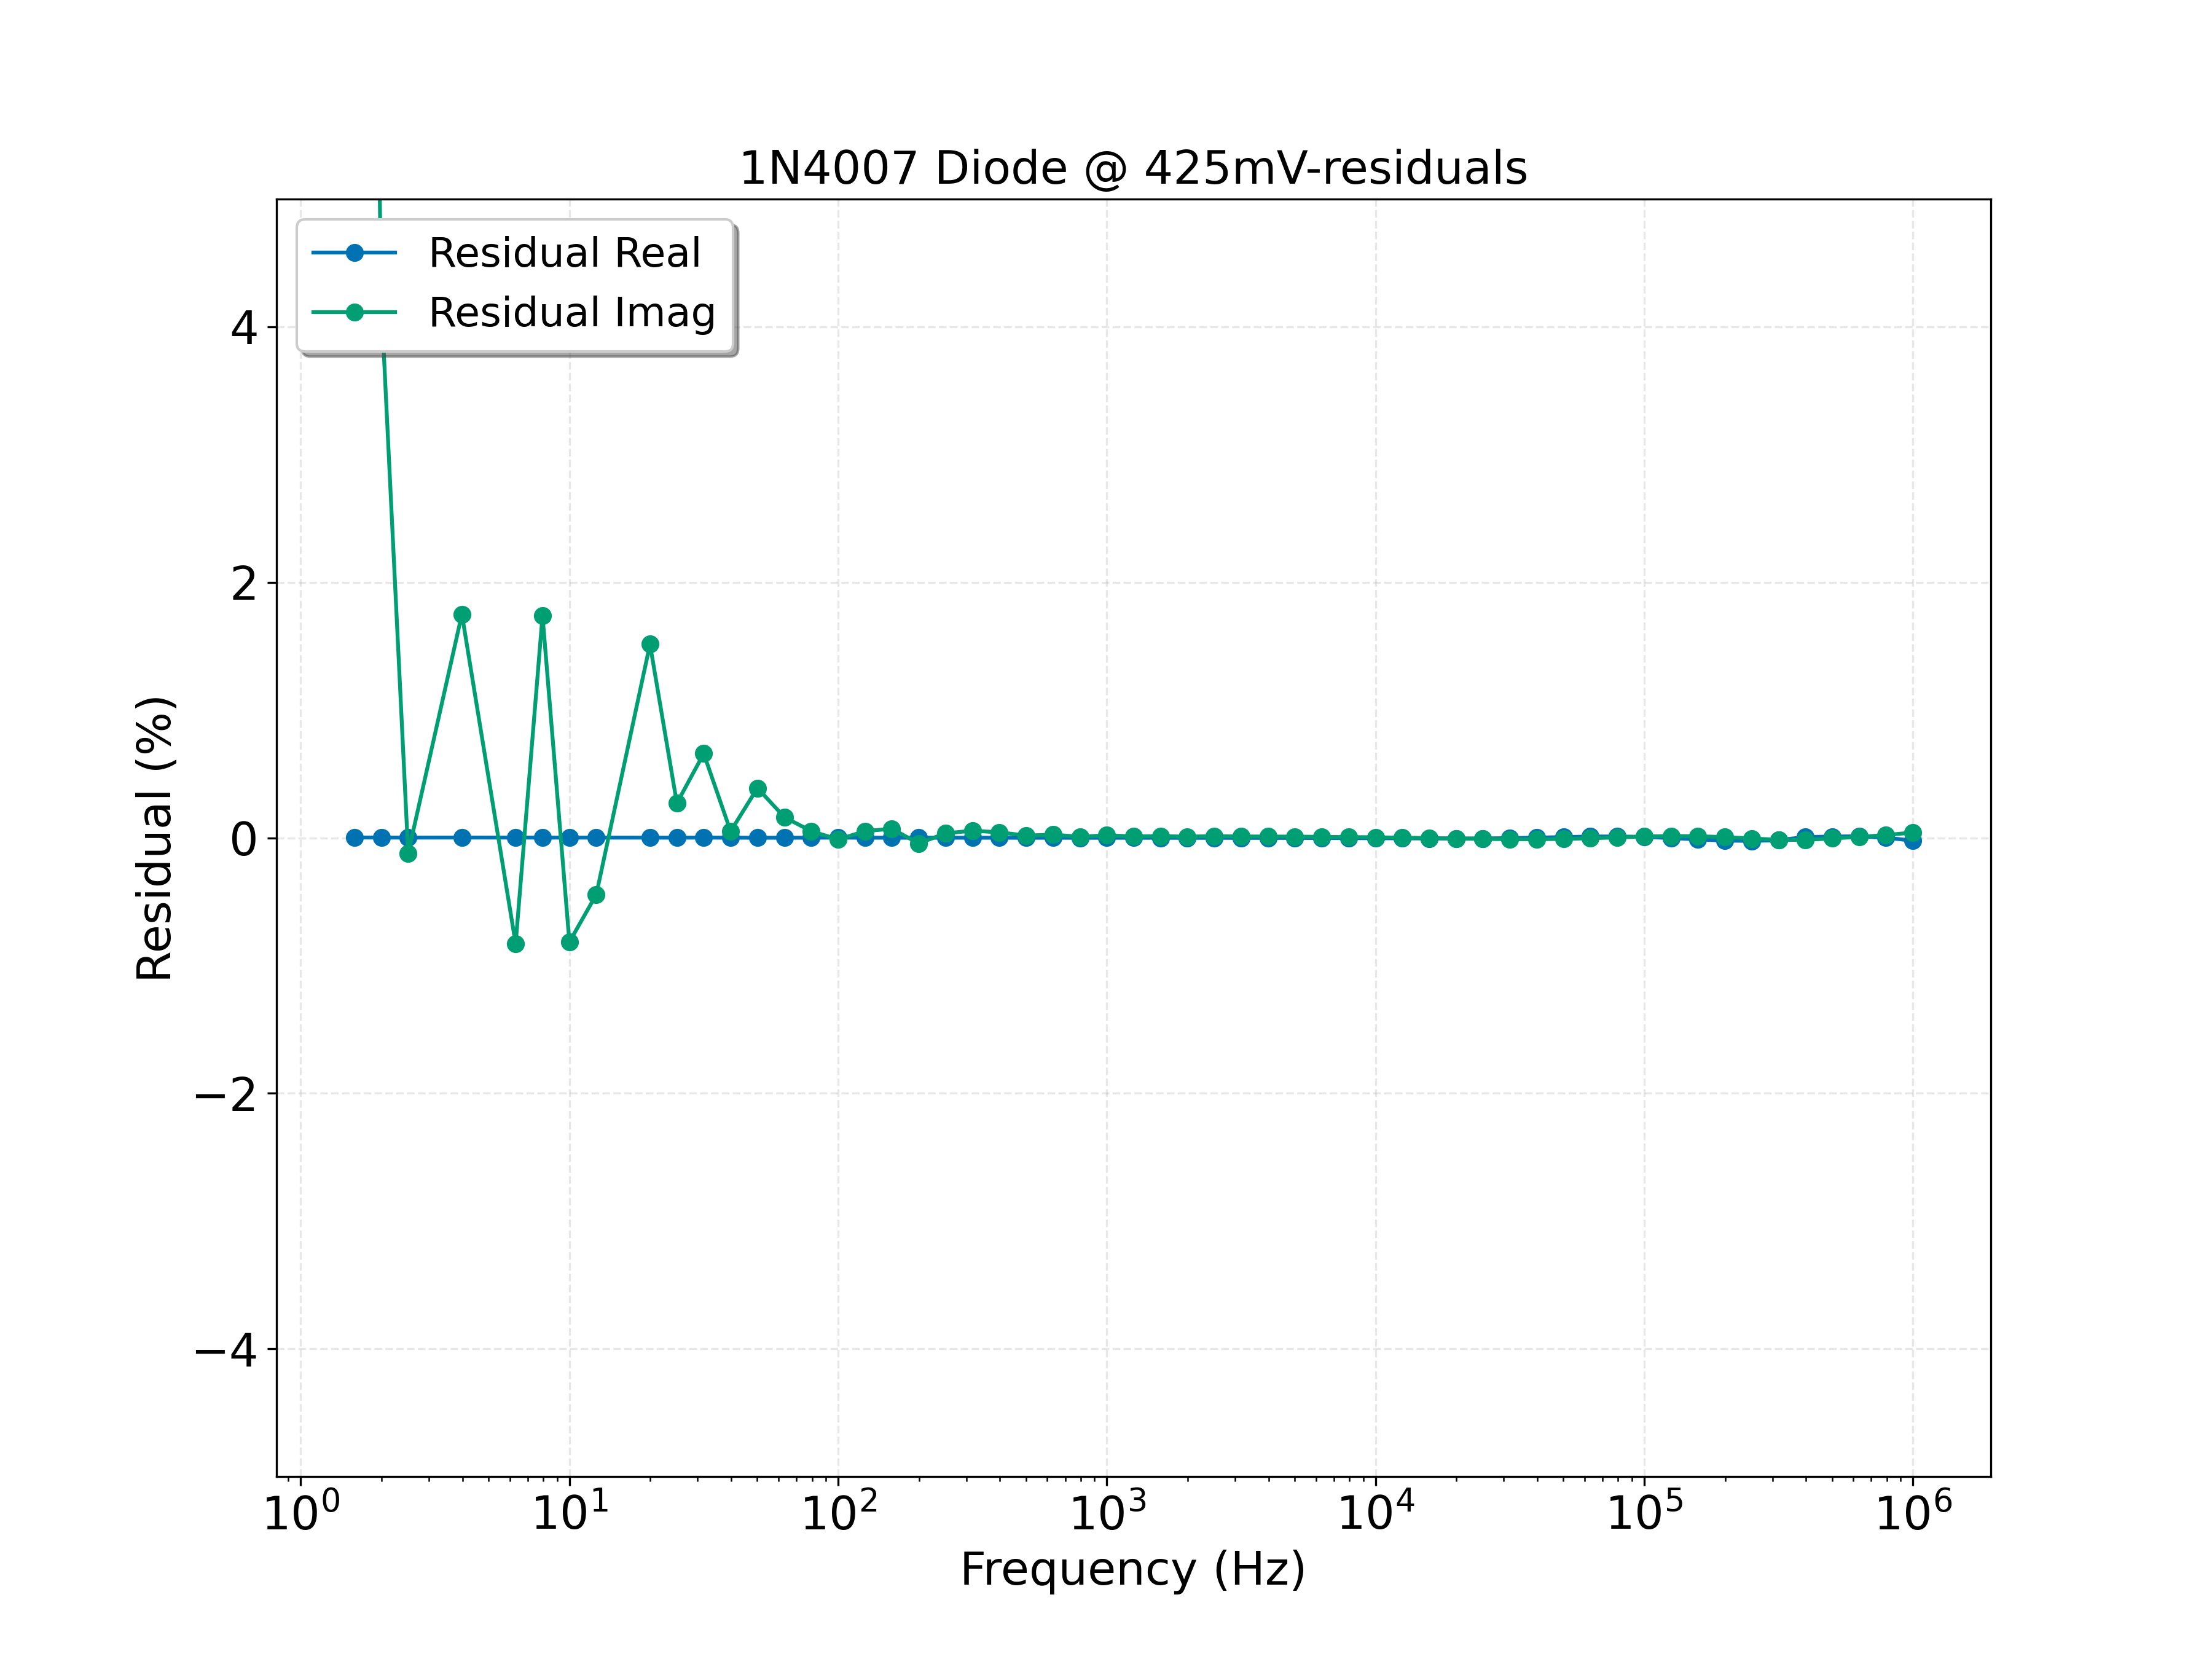 1N4007 Diode @ 425mV-residuals
Residual Real
Residual Imag
4
2
0
−2
−4
Residual (%)
10^0 10^1 10^2 10^3 10^4 10^5 10^6
Frequency (Hz)